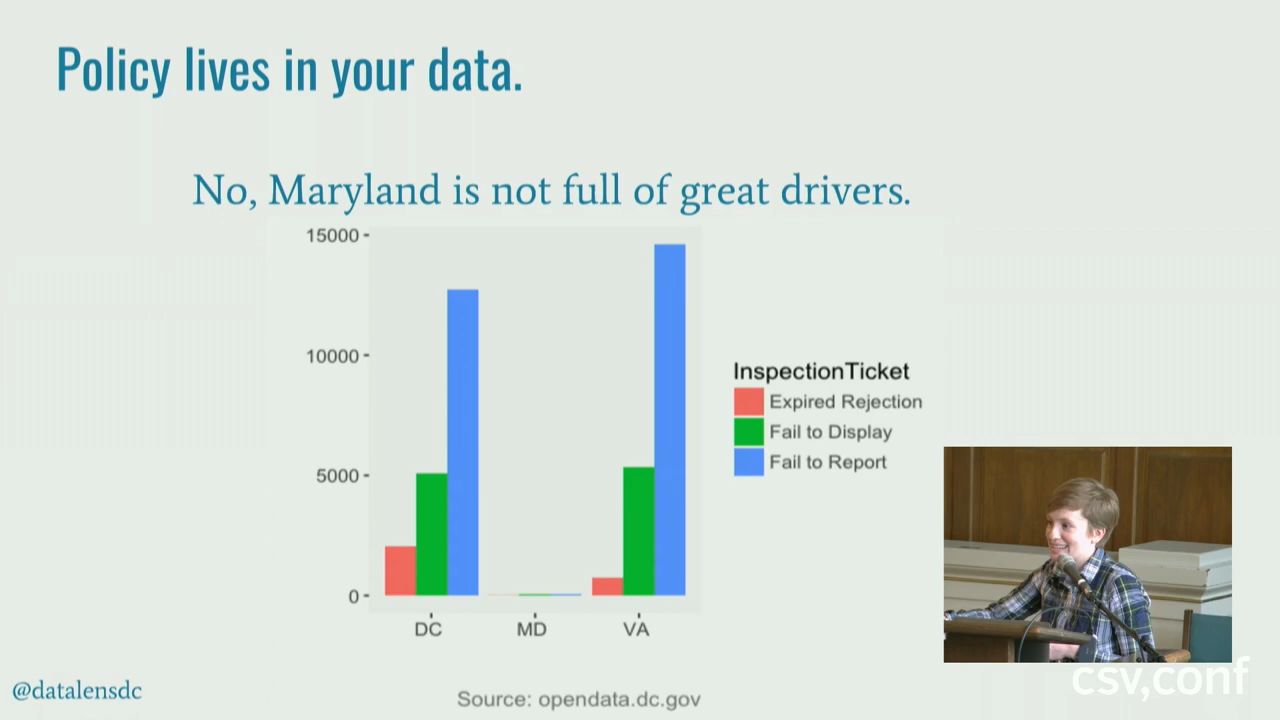 Policy lives in your data.
No, Maryland is not full of great drivers.
15000
10000
5000
0
DC MD VA
InspectionTicket
Expired Rejection
Fail to Display
Fail to Report
@datalensdc
Source: opendata.dc.gov
csv,conf